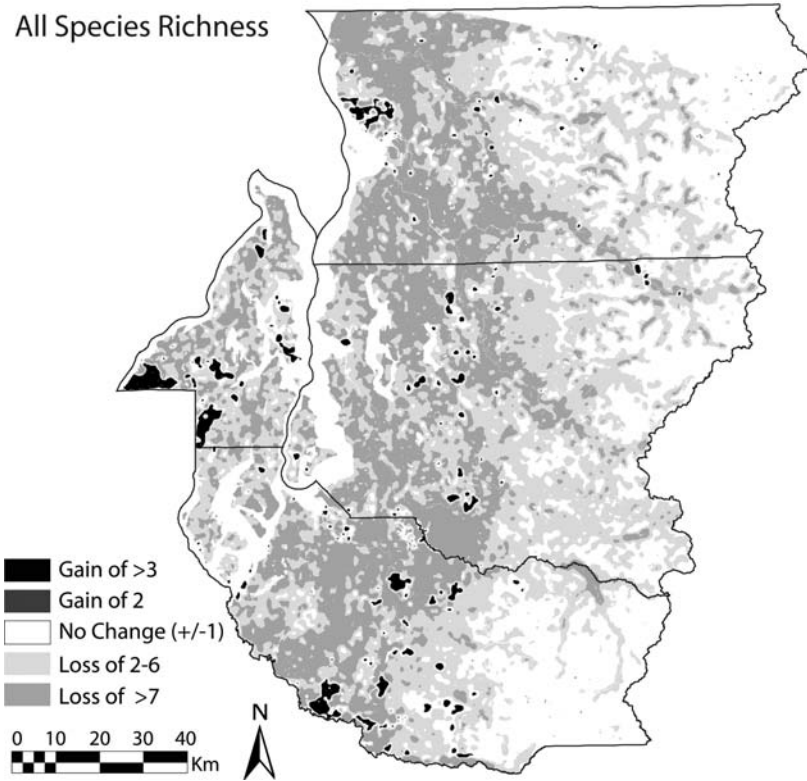 All Species Richness
Gain of >3
Gain of 2
No Change (+/-1)
Loss of 2-6
Loss of >7
N
0 10 20 30 40
Km